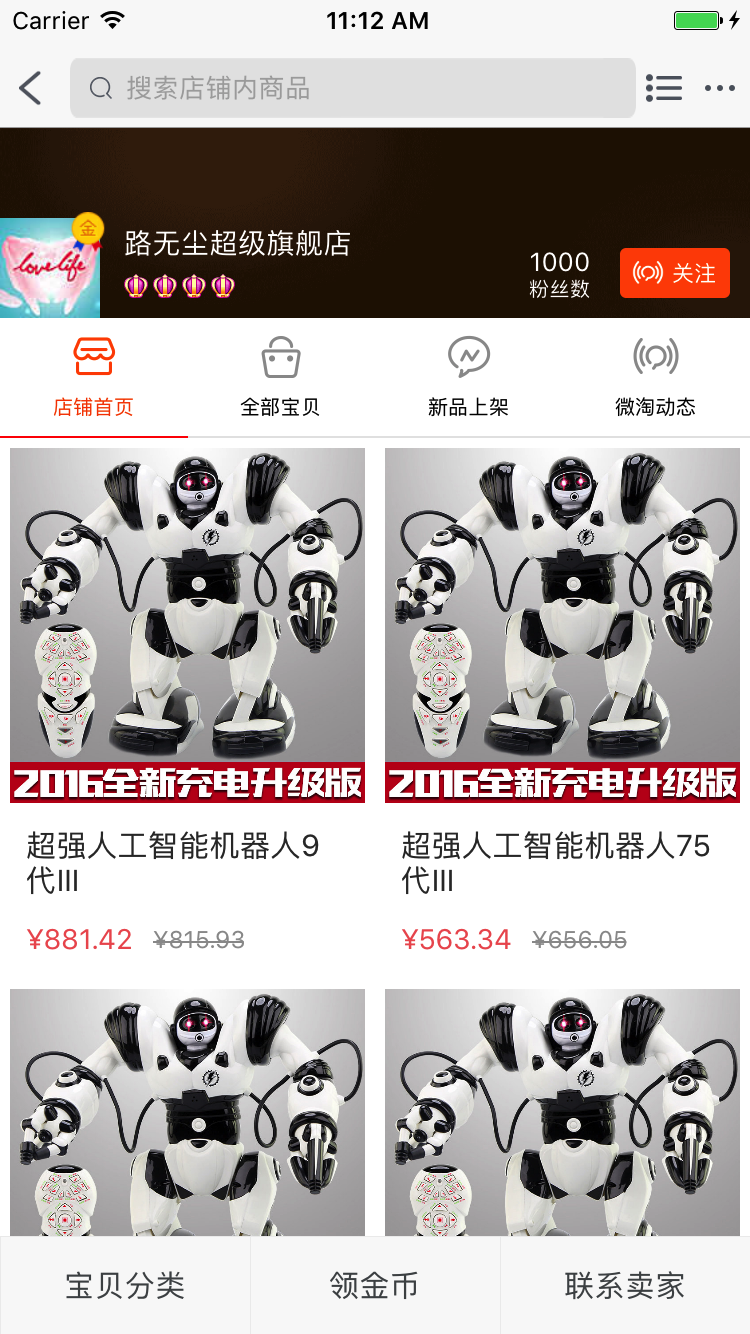 Carrier
11:12 AM
搜索店铺内商品
金
love life
路无尘超级旗舰店
1000
粉丝数
关注
店铺首页
全部宝贝
新品上架
微淘动态
2016全新充电升级版
2016全新充电升级版
超强人工智能机器人9
代III
¥881.42 ¥815.93
超强人工智能机器人75
代III
¥563.34 ¥656.05
宝贝分类
领金币
联系卖家